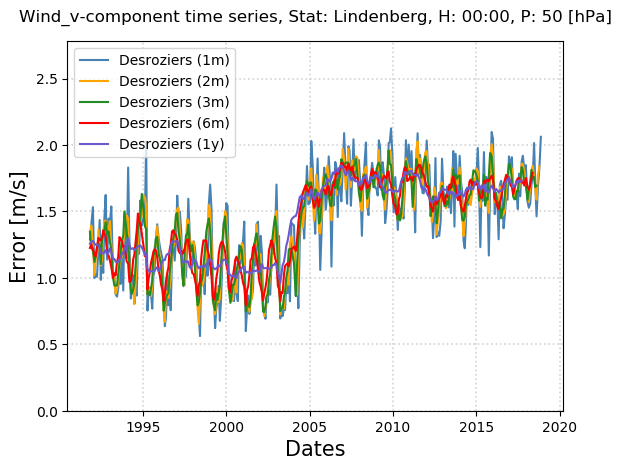 Wind_v-component time series, Stat: Lindenberg, H: 00:00, P: 50 [hPa]
Desroziers (1m)
Desroziers (2m)
Desroziers (3m)
Desroziers (6m)
Desroziers (1y)
Error [m/s]
2.5
2.0
1.5
1.0
0.5
0.0
1995 2000 2005 2010 2015 2020
Dates